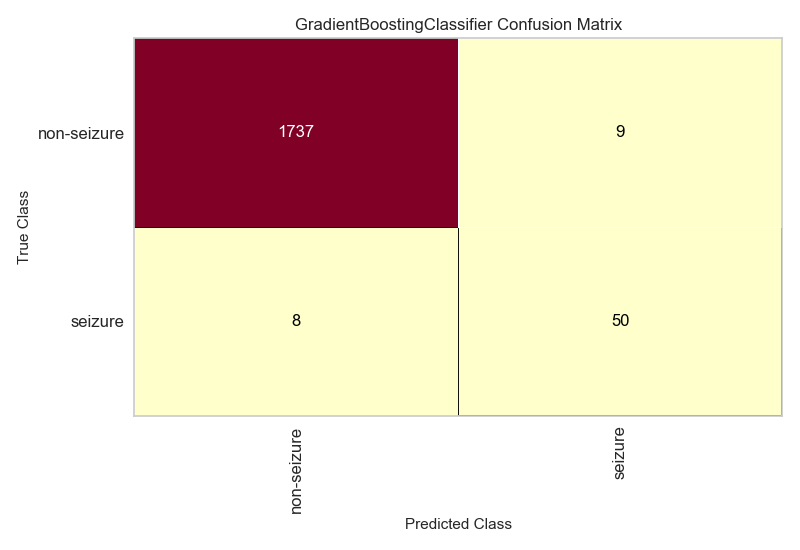 GradientBoostingClassifier Confusion Matrix
True Class
non-seizure
1737
9
seizure
8
50
non-seizure
seizure
Predicted Class